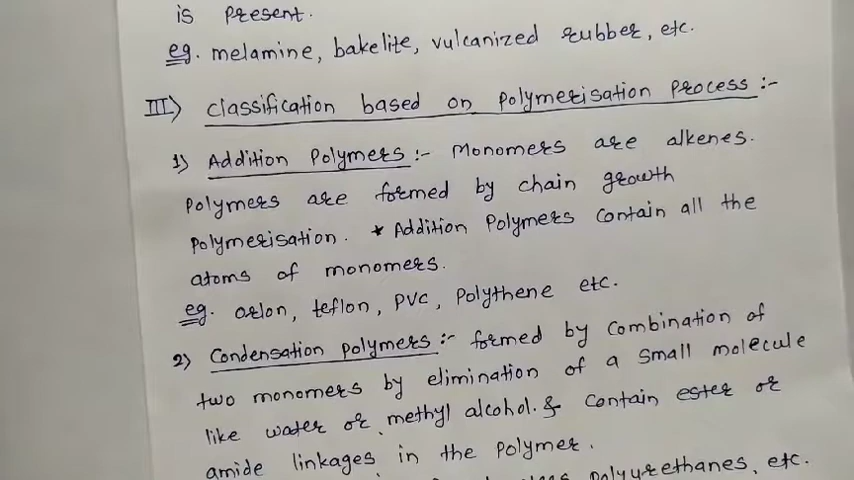 is present.
eg. melamine, bakelite, vulcanized rubber, etc.
III) Classification based on polymerisation process :-
1) Addition Polymers :- Monomers are alkenes.
Polymers are formed by chain growth
Polymerisation. * Addition Polymers contain all the
atoms of monomers.
eg. orlon, teflon, PVC, Polythene etc.
2) Condensation polymers :- formed by combination of
two monomers by elimination of a small molecule
like water or methyl alcohol. & contain ester or
amide linkages in the polymer.
polyurethanes, etc.